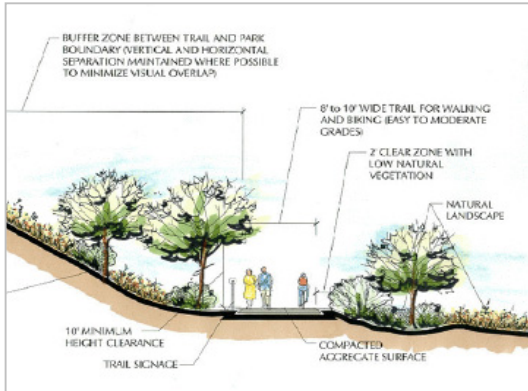 BUFFER ZONE BETWEEN TRAIL AND PARK
BOUNDARY (VERTICAL AND HORIZONTAL
SEPARATION MAINTAINED WHERE POSSIBLE
TO MINIMIZE VISUAL OVERLAP)
8' to 10' WIDE TRAIL FOR WALKING
AND BIKING (EASY TO MODERATE
GRADES)
2' CLEAR ZONE WITH
LOW NATURAL
VEGETATION
NATURAL
LANDSCAPE
10' MINIMUM
HEIGHT CLEARANCE
TRAIL SIGNAGE
COMPACTED
AGGREGATE SURFACE